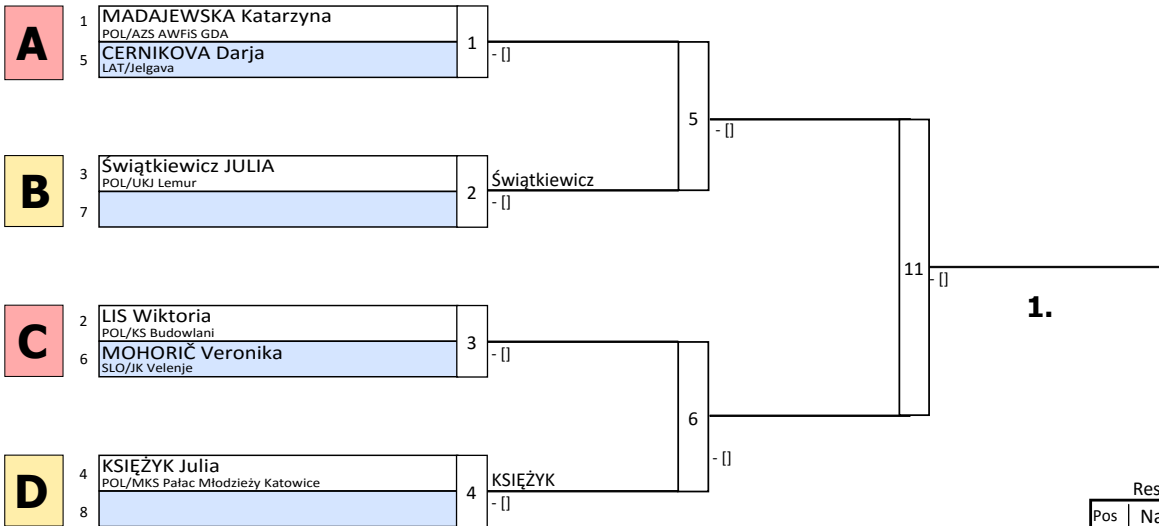 A
1 MADAJEWSKA Katarzyna
POL/AZS AWFiS GDA
5 CERNIKOVA Darja
LAT/Jelgava
1
- []
5
- []
B
3 Świątkiewicz JULIA
POL/UKJ Lemur
7
2
Świątkiewicz
- []
11
- []
1.
C
2 LIS Wiktoria
POL/KS Budowlani
6 MOHORIČ Veronika
SLO/JK Velenje
3
- []
6
- []
D
4 KSIĘŻYK Julia
POL/MKS Pałac Młodzieży Katowice
8
4
KSIĘŻYK
- []
Res
Pos Na